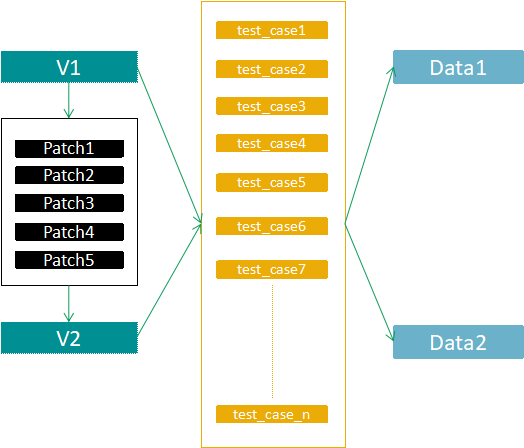 V1
Patch1
Patch2
Patch3
Patch4
Patch5
V2
test_case1
test_case2
test_case3
test_case4
test_case5
test_case6
test_case7
test_case_n
Data1
Data2